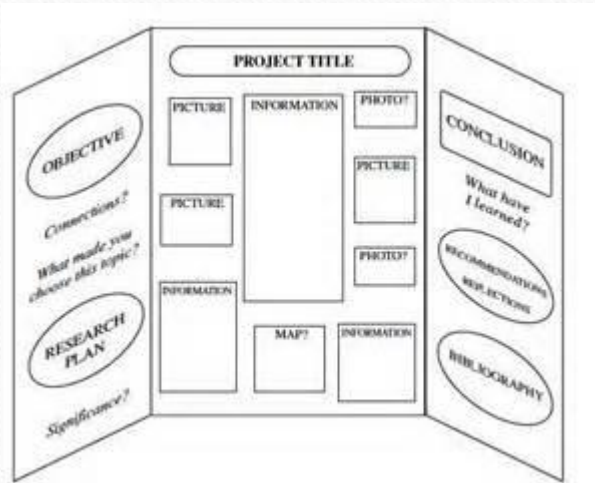 OBJECTIVE
Connections?
What made you
choose this topic?
RESEARCH
PLAN
Significance?
PROJECT TITLE
PICTURE
INFORMATION
PHOTO?
PICTURE
PICTURE
PHOTO?
INFORMATION
MAP?
INFORMATION
CONCLUSION
What have
I learned?
RECOMMENDATIONS
REFLECTIONS
BIBLIOGRAPHY